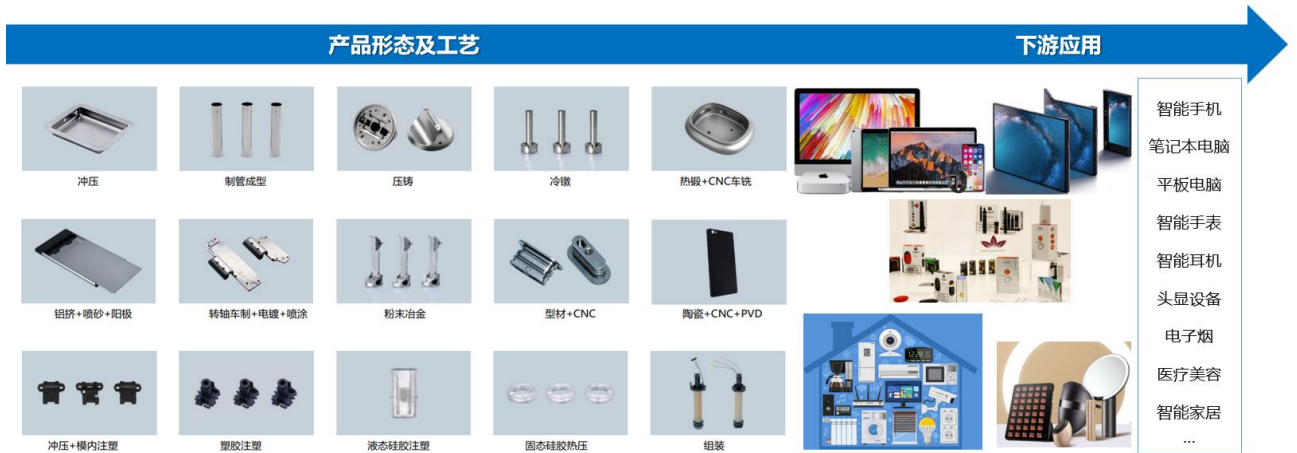 产品形态及工艺
下游应用
冲压
制管成型
压铸
冷镦
热锻+CNC车铣
铝挤+喷砂+阳极
转轴车制+电镀+喷涂
粉末冶金
型材+CNC
陶瓷+CNC+PVD
冲压+模内注塑
塑胶注塑
液态硅胶注塑
固态硅胶热压
组装
智能手机
笔记本电脑
平板电脑
智能手表
智能耳机
头显设备
电子烟
医疗美容
智能家居
...